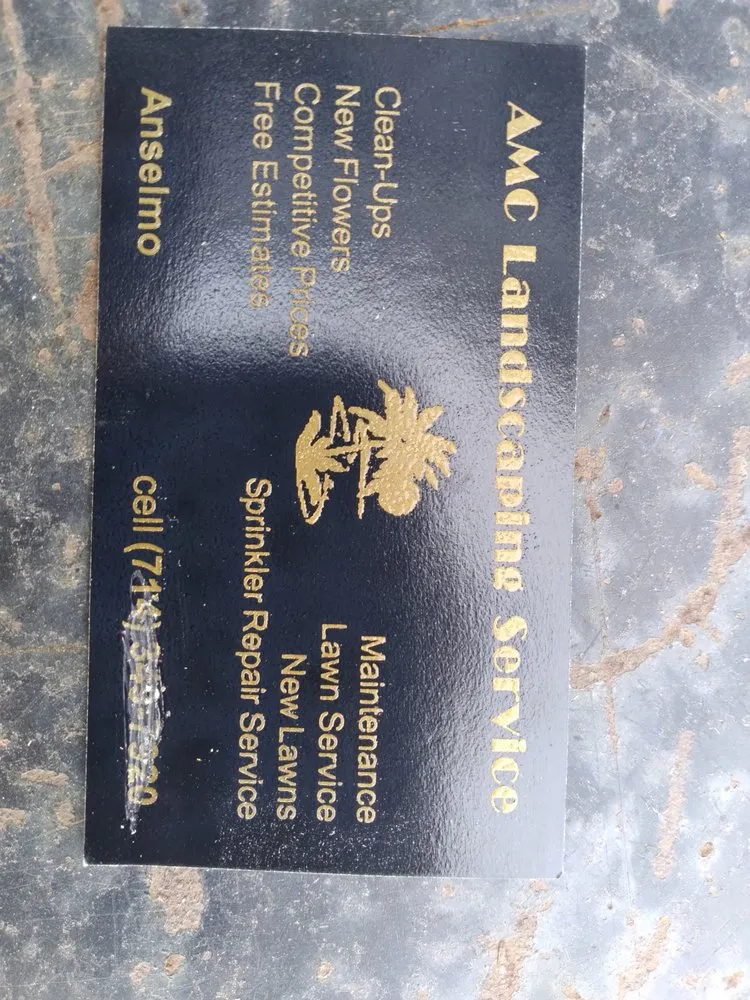 AMC Landscaping Service
Clean-Ups
New Flowers
Competitive Prices
Free Estimates
Maintenance
Lawn Service
New Lawns
Sprinkler Repair Service
Anselmo
cell (714)